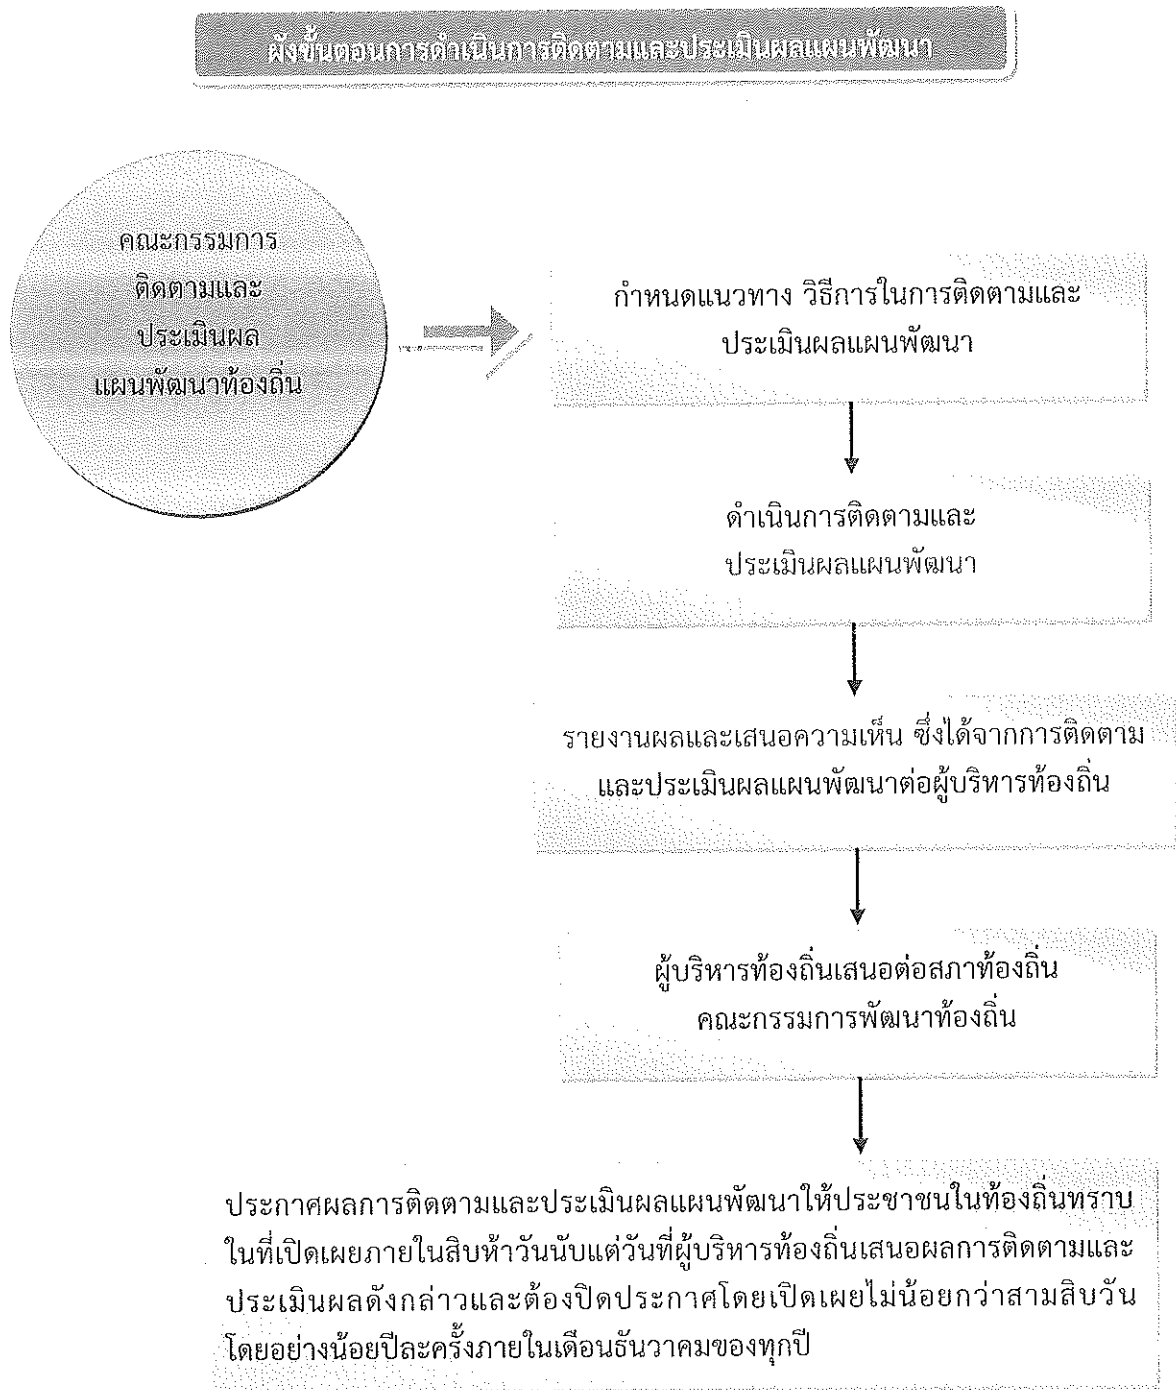 ผังขั้นตอนการดำเนินการติดตามและประเมินผลแผนพัฒนา
คณะกรรมการ
ติดตามและ
ประเมินผล
แผนพัฒนาท้องถิ่น
กำหนดแนวทาง วิธีการในการติดตามและ
ประเมินผลแผนพัฒนา
ดำเนินการติดตามและ
ประเมินผลแผนพัฒนา
รายงานผลและเสนอความเห็น ซึ่งได้จากการติดตาม
และประเมินผลแผนพัฒนาต่อผู้บริหารท้องถิ่น
ผู้บริหารท้องถิ่นเสนอต่อสภาท้องถิ่น
คณะกรรมการพัฒนาท้องถิ่น
ประกาศผลการติดตามและประเมินผลแผนพัฒนาให้ประชาชนในท้องถิ่นทราบ
ในที่เปิดเผยภายในสิบห้าวันนับแต่วันที่ผู้บริหารท้องถิ่นเสนอผลการติดตามและ
ประเมินผลดังกล่าวและต้องปิดประกาศโดยเปิดเผยไม่น้อยกว่าสามสิบวัน
โดยอย่างน้อยปีละครั้งภายในเดือนธันวาคมของทุกปี